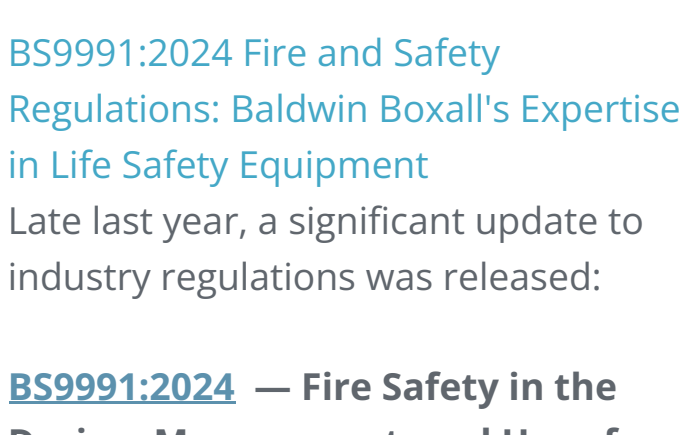 BS9991:2024 Fire and Safety
Regulations: Baldwin Boxall's Expertise
in Life Safety Equipment
Late last year, a significant update to
industry regulations was released:
BS9991:2024 — Fire Safety in the